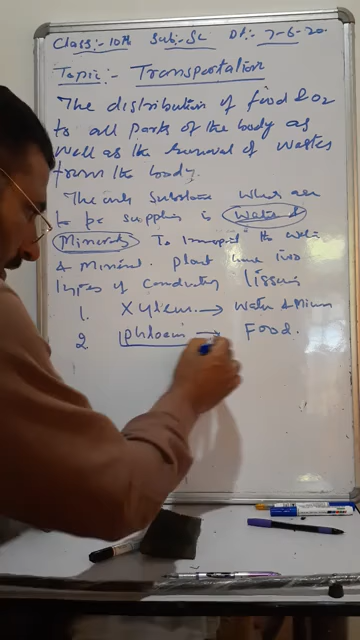 Class:- 10th Sub:- Sc Dt:- 7-6-20
Topic:- Transportation
The distribution of food & O2
to all parts of the body as
well as the removal of wastes
from the body.
The only Substance which are
to be supplies is water &
Minerals To transport the water
& Mineral. plant have two
types of conducting tissues
1. Xylem → Water &
2 phloem → Food.